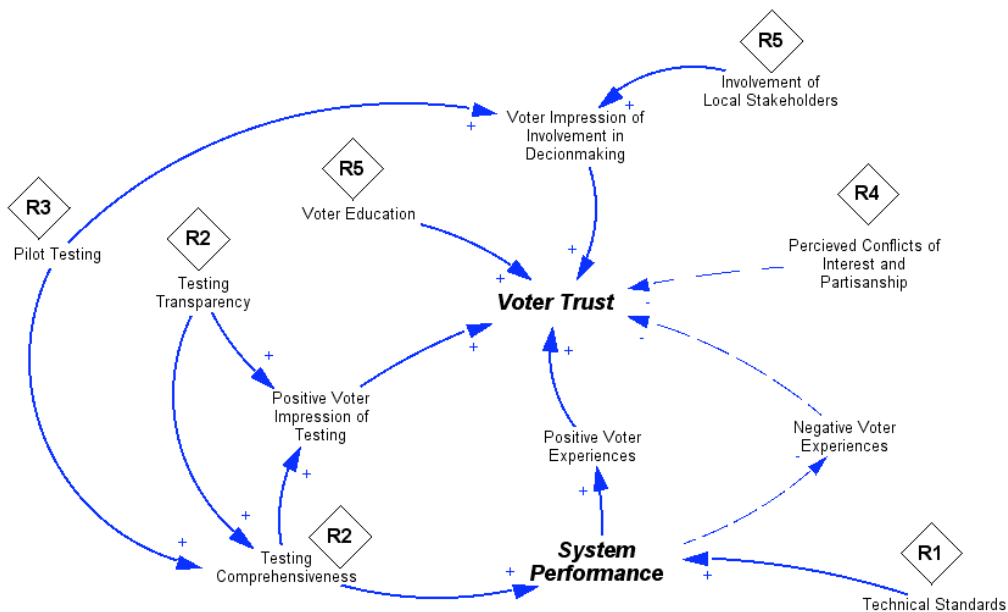 R5
Involvement of
Local Stakeholders
+
Voter Impression of
Involvement in
Decionmaking
+
R5
Voter Education
R3
Pilot Testing
R2
Testing
Transparency
R4
Percieved Conflicts of
Interest and
Partisanship
+
+
Voter Trust
-
-
+
+
+
Positive Voter
Impression of
Testing
Positive Voter
Experiences
Negative Voter
Experiences
-
+
+
+
+
R2
Testing
Comprehensiveness
+
System
Performance
+
R1
Technical Standards